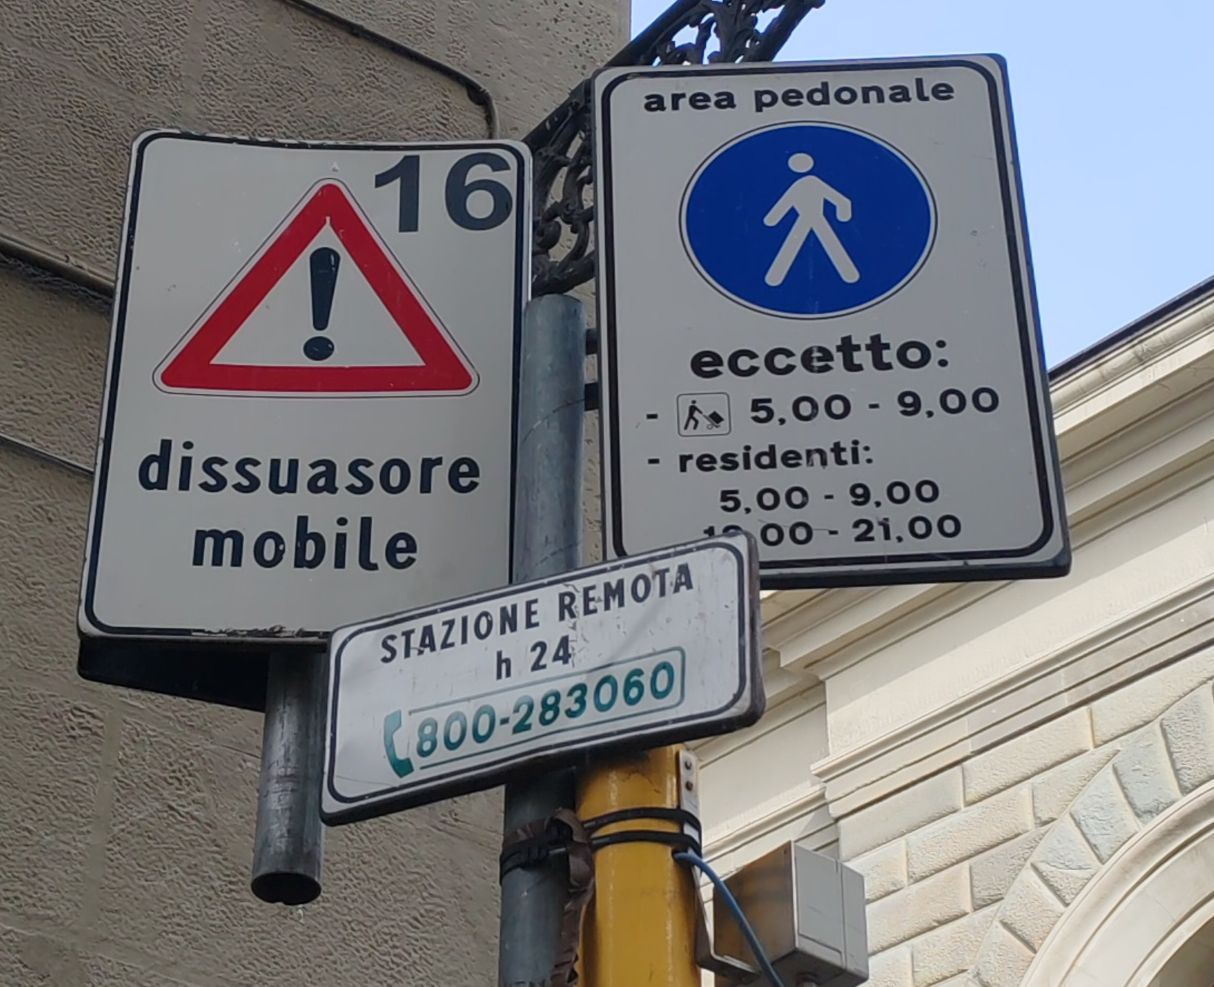 16
dissuasore
mobile
area pedonale
eccetto:
- 5,00 - 9,00
- residenti:
5,00 - 9,00
- 21,00
STAZIONE REMOTA
h 24
800-283060